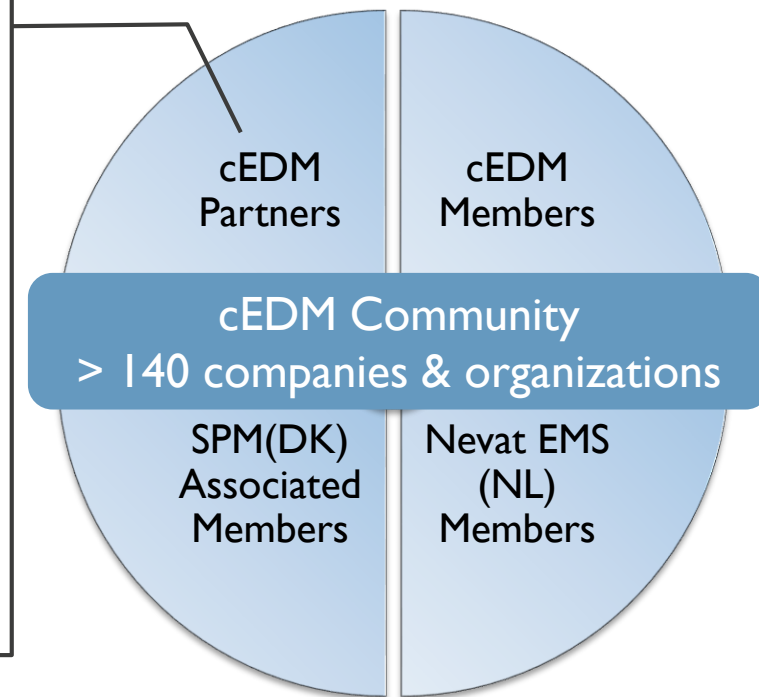 cEDM
Partners
cEDM
Members
cEDM Community
> 140 companies & organizations
SPM(DK)
Associated
Members
Nevat EMS
(NL)
Members